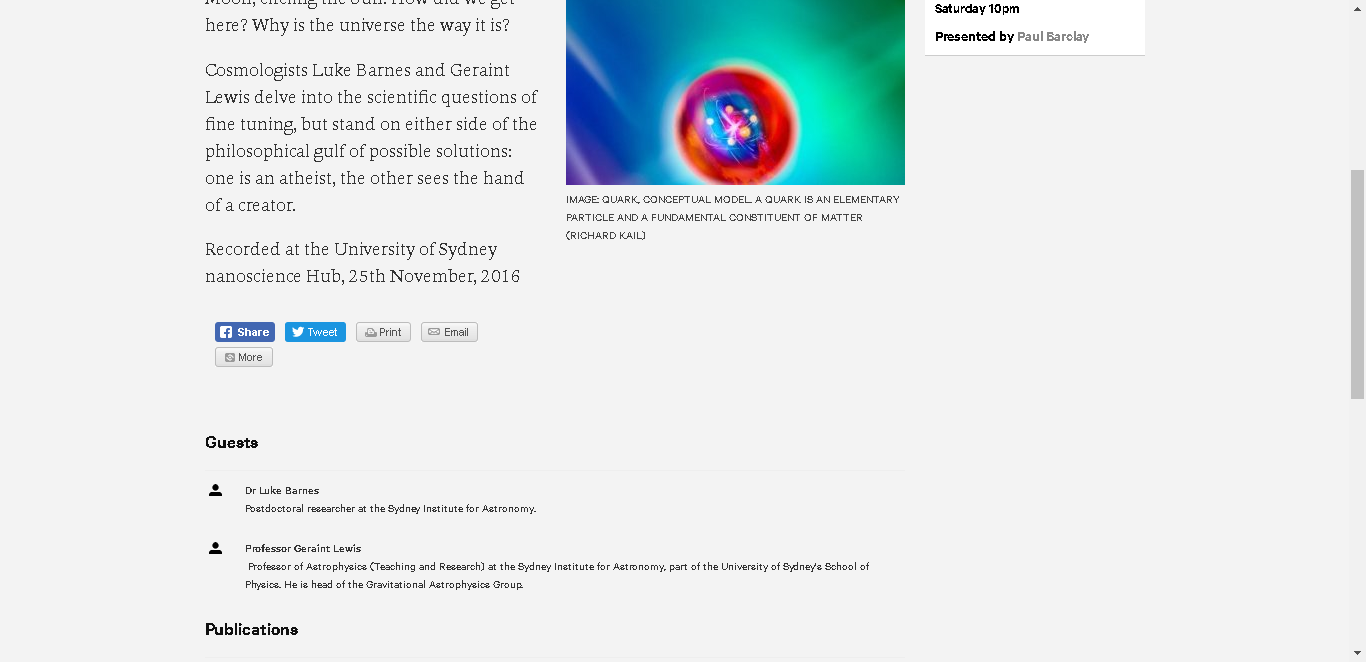 Moon, circling the Sun. How did we get
here? Why is the universe the way it is?
Cosmologists Luke Barnes and Geraint
Lewis delve into the scientific questions of
fine tuning, but stand on either side of the
philosophical gulf of possible solutions:
one is an atheist, the other sees the hand
of a creator.
Recorded at the University of Sydney
nanoscience Hub, 25th November, 2016
IMAGE: QUARK, CONCEPTUAL MODEL. A QUARK IS AN ELEMENTARY
PARTICLE AND A FUNDAMENTAL CONSTITUENT OF MATTER
(RICHARD KAIL)
Saturday 10pm
Presented by Paul Barclay
Share
Tweet
Print
Email
More
Guests
Dr Luke Barnes
Postdoctoral researcher at the Sydney Institute for Astronomy.
Professor Geraint Lewis
Professor of Astrophysics (Teaching and Research) at the Sydney Institute for Astronomy, part of the University of Sydney's School of
Physics. He is head of the Gravitational Astrophysics Group.
Publications